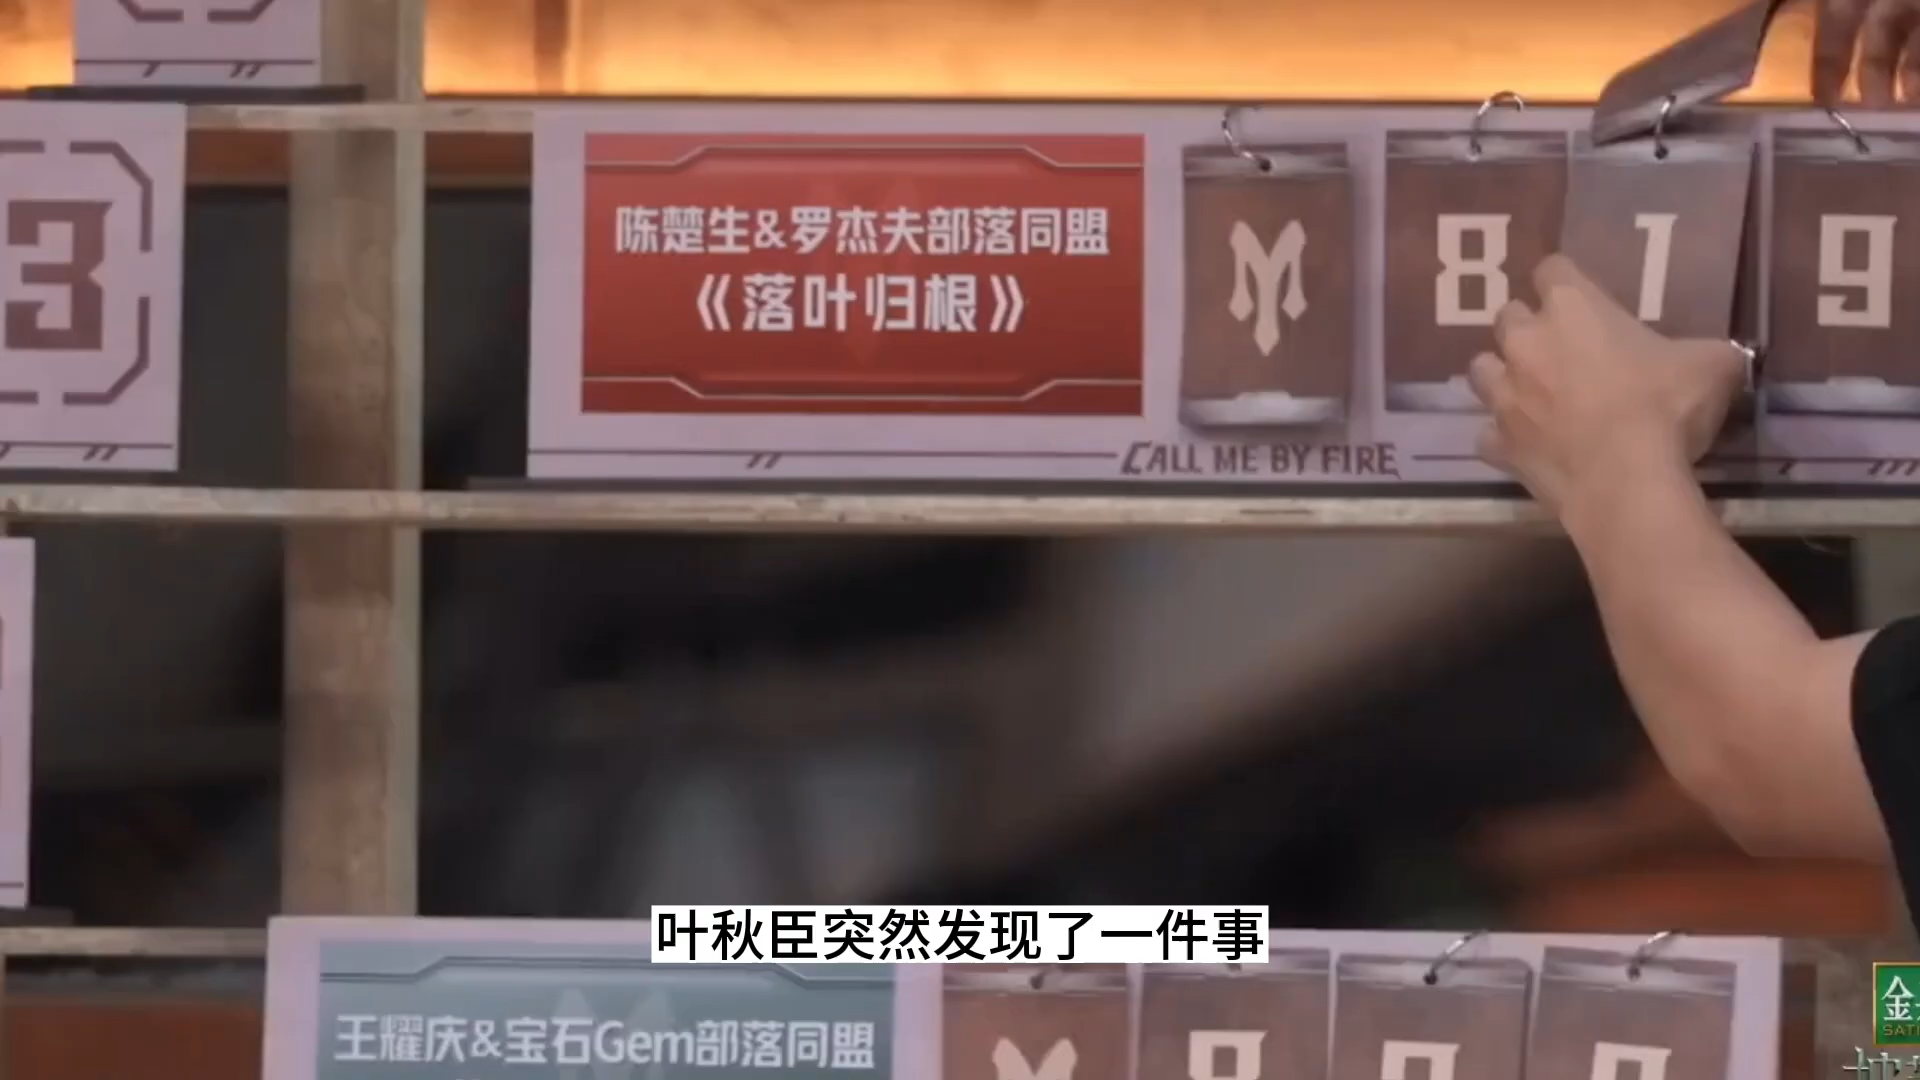 3
陈楚生&罗杰夫部落同盟
《落叶归根》
8 1 9
CALL ME BY FIRE
叶秋臣突然发现了一件事
王耀庆&宝石Gem部落同盟
金
SATI